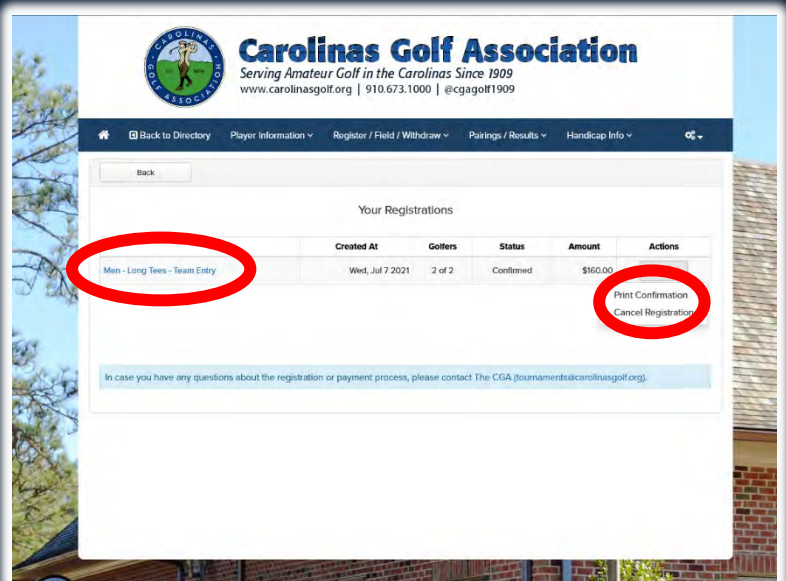 CAROLINAS
GOLF ASSOCIATION
Carolinas Golf Association
Serving Amateur Golf in the Carolinas Since 1909
www.carolinasgolf.org | 910.673.1000 | @cgagolf1909
Back to Directory Player Information Register / Field / Withdraw Pairings / Results Handicap Info
Back
Your Registrations
Created At Golfers Status Amount Actions
Men - Long Tees - Team Entry Wed, Jul 7 2021 2 of 2 Confirmed $160.00
Print Confirmation
Cancel Registration
In case you have any questions about the registration or payment process, please contact The CGA (tournaments@carolinasgolf.org).